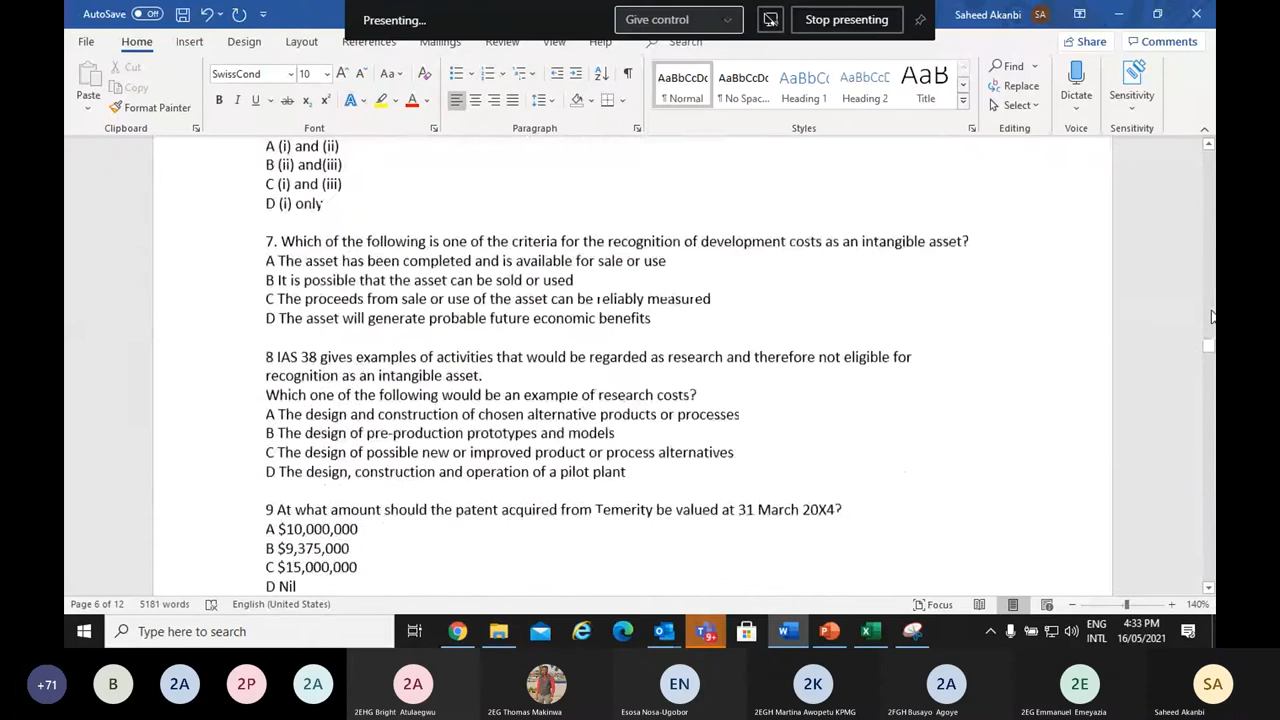 AutoSave Off
Presenting...
Give control
Stop presenting
Saheed Akanbi SA
File Home Insert Design Layout References Mailings Review View Help Search
Share Comments
Paste
Cut
Copy
Format Painter
SwissCond 10
AaBbCcDc AaBbCcDc AaBbCc AaBbCcD AaB
¶ Normal ¶ No Spac... Heading 1 Heading 2 Title
Find
Replace
Select
Dictate
Sensitivity
Clipboard Font Paragraph Styles Editing Voice Sensitivity
A (i) and (ii)
B (ii) and(iii)
C (i) and (iii)
D (i) only
7. Which of the following is one of the criteria for the recognition of development costs as an intangible asset?
A The asset has been completed and is available for sale or use
B It is possible that the asset can be sold or used
C The proceeds from sale or use of the asset can be reliably measured
D The asset will generate probable future economic benefits
8 IAS 38 gives examples of activities that would be regarded as research and therefore not eligible for
recognition as an intangible asset.
Which one of the following would be an example of research costs?
A The design and construction of chosen alternative products or processes
B The design of pre-production prototypes and models
C The design of possible new or improved product or process alternatives
D The design, construction and operation of a pilot plant
9 At what amount should the patent acquired from Temerity be valued at 31 March 20X4?
A $10,000,000
B $9,375,000
C $15,000,000
D Nil
Page 6 of 12 5181 words English (United States) Focus 140%
Type here to search
ENG
INTL
4:33 PM
16/05/2021
+71 B 2A 2P 2A 2A EN 2K 2A 2E SA
2EHG Bright Atulaegwu 2EG Thomas Makinwa Esosa Nosa-Ugobor 2EGH Martina Awopetu KPMG 2FGH Busayo Agoye 2EG Emmanuel Emeyazia Saheed Akanbi